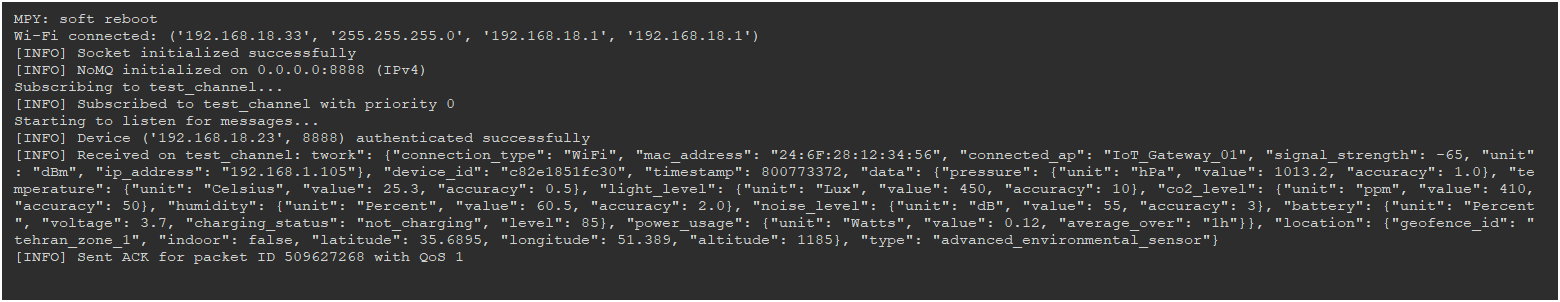 MPY: soft reboot
Wi-Fi connected: ('192.168.18.33', '255.255.255.0', '192.168.18.1', '192.168.18.1')
[INFO] Socket initialized successfully
[INFO] NoMQ initialized on 0.0.0.0:8888 (IPv4)
Subscribing to test_channel...
[INFO] Subscribed to test_channel with priority 0
Starting to listen for messages...
[INFO] Device ('192.168.18.23', 8888) authenticated successfully
[INFO] Received on test_channel: twork": {"connection_type": "WiFi", "mac_address": "24:6F:28:12:34:56", "connected_ap": "IoT_Gateway_01", "signal_strength": -65, "unit"
: "dBm", "ip_address": "192.168.1.105"}, "device_id": "c82e1851fc30", "timestamp": 800773372, "data": {"pressure": {"unit": "hPa", "value": 1013.2, "accuracy": 1.0}, "te
mperature": {"unit": "Celsius", "value": 25.3, "accuracy": 0.5}, "light_level": {"unit": "Lux", "value": 450, "accuracy": 10}, "co2_level": {"unit": "ppm", "value": 410,
"accuracy": 50}, "humidity": {"unit": "Percent", "value": 60.5, "accuracy": 2.0}, "noise_level": {"unit": "dB", "value": 55, "accuracy": 3}, "battery": {"unit": "Percent
", "voltage": 3.7, "charging_status": "not_charging", "level": 85}, "power_usage": {"unit": "Watts", "value": 0.12, "average_over": "1h"}}, "location": {"geofence_id": "
tehran_zone_1", "indoor": false, "latitude": 35.6895, "longitude": 51.389, "altitude": 1185}, "type": "advanced_environmental_sensor"}
[INFO] Sent ACK for packet ID 509627268 with QoS 1